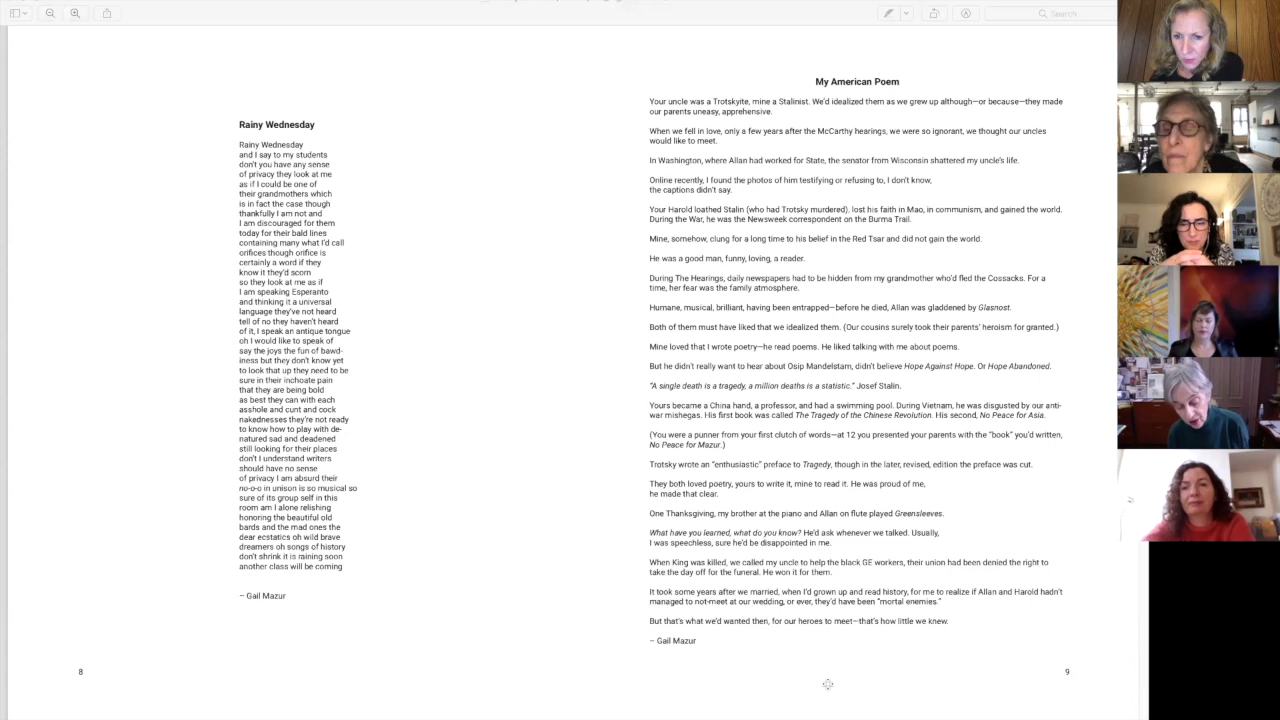 Search
Rainy Wednesday
Rainy Wednesday
and I say to my students
don't you have any sense
of privacy they look at me
as if I could be one of
their grandmothers which
is in fact the case though
thankfully I am not and
I am discouraged for them
today for their bald lines
containing many what I'd call
orifices though orifice is
certainly a word if they
know it they'd scorn
so they look at me as if
I am speaking Esperanto
and thinking it a universal
language they've not heard
tell of no they haven't heard
of it, I speak an antique tongue
oh I would like to speak of
say the joys the fun of bawd-
iness but they don't know yet
to look that up they need to be
sure in their inchoate pain
that they are being bold
as best they can with each
asshole and cunt and cock
nakednesses they're not ready
to know how to play with de-
natured sad and deadened
still looking for their places
don't I understand writers
should have no sense
of privacy I am absurd their
no-o-o in unison is so musical so
sure of its group self in this
room am I alone relishing
honoring the beautiful old
bards and the mad ones the
dear ecstatics oh wild brave
dreamers oh songs of history
don't shrink it is raining soon
another class will be coming
– Gail Mazur
8
My American Poem
Your uncle was a Trotskyite, mine a Stalinist. We'd idealized them as we grew up although—or because—they made
our parents uneasy, apprehensive.
When we fell in love, only a few years after the McCarthy hearings, we were so ignorant, we thought our uncles
would like to meet.
In Washington, where Allan had worked for State, the senator from Wisconsin shattered my uncle's life.
Online recently, I found the photos of him testifying or refusing to, I don't know,
the captions didn't say.
Your Harold loathed Stalin (who had Trotsky murdered), lost his faith in Mao, in communism, and gained the world.
During the War, he was the Newsweek correspondent on the Burma Trail.
Mine, somehow, clung for a long time to his belief in the Red Tsar and did not gain the world.
He was a good man, funny, loving, a reader.
During The Hearings, daily newspapers had to be hidden from my grandmother who'd fled the Cossacks. For a
time, her fear was the family atmosphere.
Humane, musical, brilliant, having been entrapped—before he died, Allan was gladdened by Glasnost.
Both of them must have liked that we idealized them. (Our cousins surely took their parents' heroism for granted.)
Mine loved that I wrote poetry—he read poems. He liked talking with me about poems.
But he didn't really want to hear about Osip Mandelstam, didn't believe Hope Against Hope. Or Hope Abandoned.
"A single death is a tragedy, a million deaths is a statistic." Josef Stalin.
Yours became a China hand, a professor, and had a swimming pool. During Vietnam, he was disgusted by our anti-
war mishegas. His first book was called The Tragedy of the Chinese Revolution. His second, No Peace for Asia.
(You were a punner from your first clutch of words—at 12 you presented your parents with the "book" you'd written,
No Peace for Mazur.)
Trotsky wrote an "enthusiastic" preface to Tragedy, though in the later, revised, edition the preface was cut.
They both loved poetry, yours to write it, mine to read it. He was proud of me,
he made that clear.
One Thanksgiving, my brother at the piano and Allan on flute played Greensleeves.
What have you learned, what do you know? He'd ask whenever we talked. Usually,
I was speechless, sure he'd be disappointed in me.
When King was killed, we called my uncle to help the black GE workers, their union had been denied the right to
take the day off for the funeral. He won it for them.
It took some years after we married, when I'd grown up and read history, for me to realize if Allan and Harold hadn't
managed to not-meet at our wedding, or ever, they'd have been "mortal enemies."
But that's what we'd wanted then, for our heroes to meet—that's how little we knew.
– Gail Mazur
9